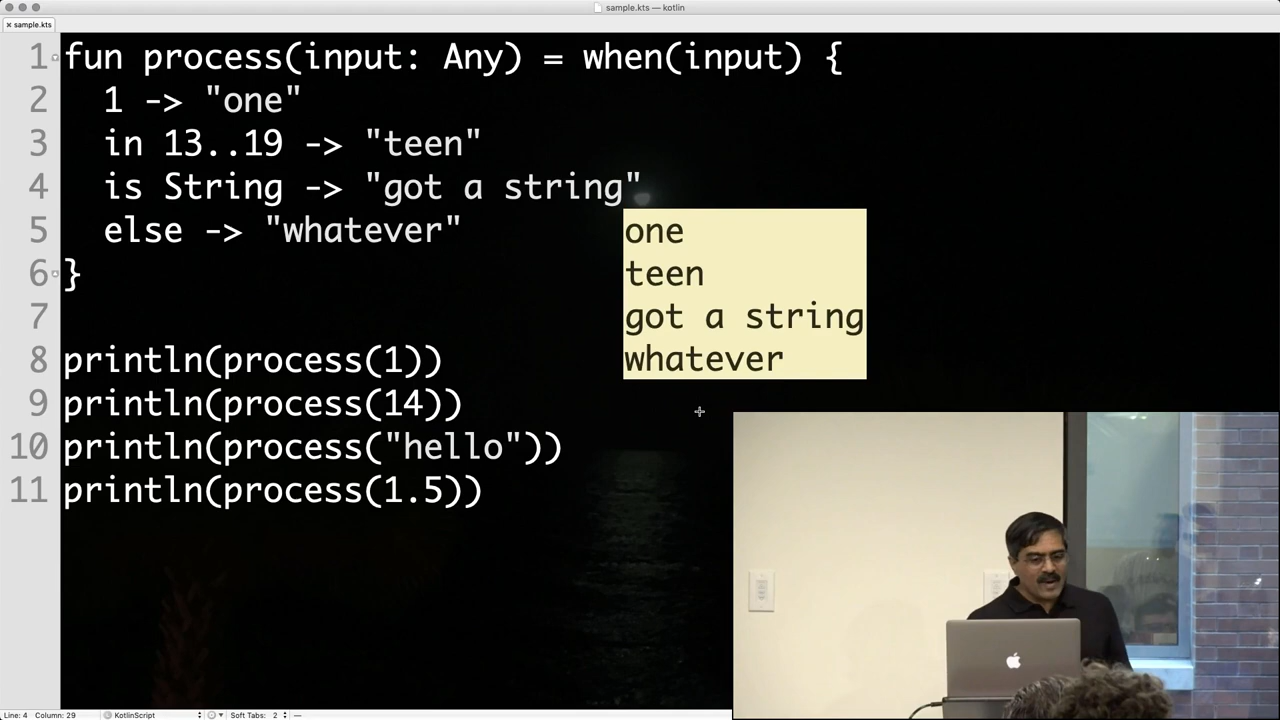 sample.kts — kotlin
× sample.kts
1 fun process(input: Any) = when(input) {
2   1 -> "one"
3   in 13..19 -> "teen"
4   is String -> "got a string"
5   else -> "whatever"
6 }
7
8 println(process(1))
9 println(process(14))
10 println(process("hello"))
11 println(process(1.5))
one
teen
got a string
whatever
Line: 4 Column: 29 KotlinScript Soft Tabs: 2 —